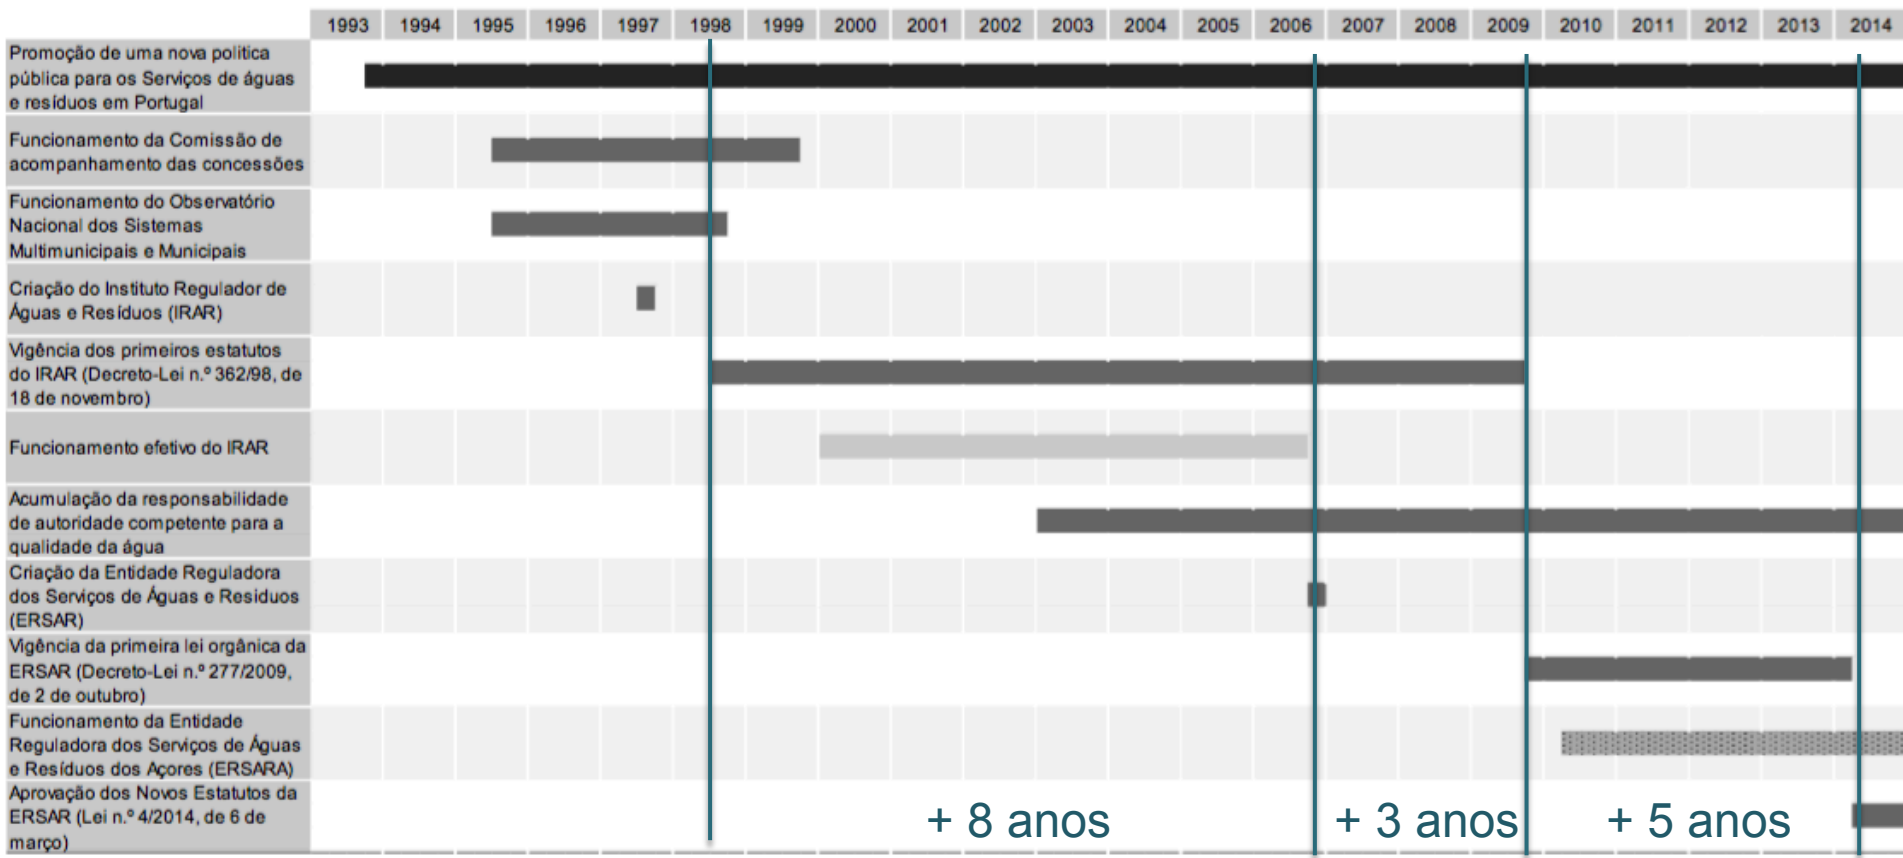 1993 1994 1995 1996 1997 1998 1999 2000 2001 2002 2003 2004 2005 2006 2007 2008 2009 2010 2011 2012 2013 2014
Promoção de uma nova politica
pública para os Serviços de águas
e resíduos em Portugal
Funcionamento da Comissão de
acompanhamento das concessões
Funcionamento do Observatório
Nacional dos Sistemas
Multimunicipais e Municipais
Criação do Instituto Regulador de
Águas e Resíduos (IRAR)
Vigência dos primeiros estatutos
do IRAR (Decreto-Lei n.º 362/98, de
18 de novembro)
Funcionamento efetivo do IRAR
Acumulação da responsabilidade
de autoridade competente para a
qualidade da água
Criação da Entidade Reguladora
dos Serviços de Águas e Residuos
(ERSAR)
Vigência da primeira lei orgânica da
ERSAR (Decreto-Lei n.º 277/2009,
de 2 de outubro)
Funcionamento da Entidade
Reguladora dos Serviços de Águas
e Resíduos dos Açores (ERSARA)
Aprovação dos Novos Estatutos da
ERSAR (Lei n.º 4/2014, de 6 de
março)
+ 8 anos + 3 anos + 5 anos